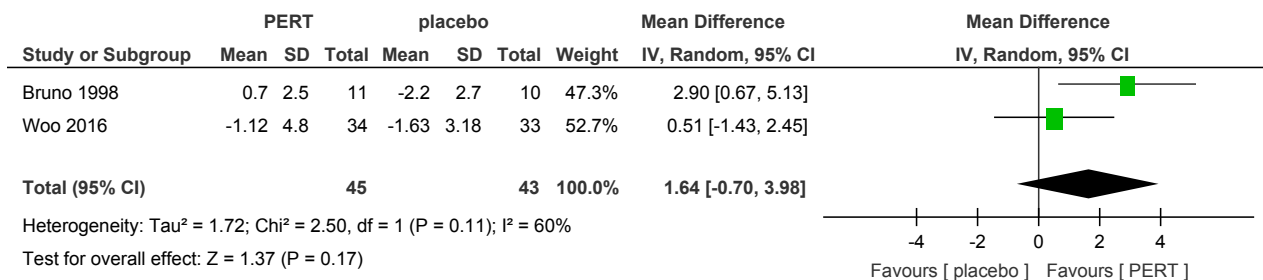 PERT placebo Mean Difference Mean Difference
Study or Subgroup Mean SD Total Mean SD Total Weight IV, Random, 95% CI IV, Random, 95% CI
Bruno 1998 0.7 2.5 11 -2.2 2.7 10 47.3% 2.90 [0.67, 5.13]
Woo 2016 -1.12 4.8 34 -1.63 3.18 33 52.7% 0.51 [-1.43, 2.45]
Total (95% CI) 45 43 100.0% 1.64 [-0.70, 3.98]
Heterogeneity: Tau² = 1.72; Chi² = 2.50, df = 1 (P = 0.11); I² = 60%
Test for overall effect: Z = 1.37 (P = 0.17)
-4 -2 0 2 4
Favours [ placebo ] Favours [ PERT ]